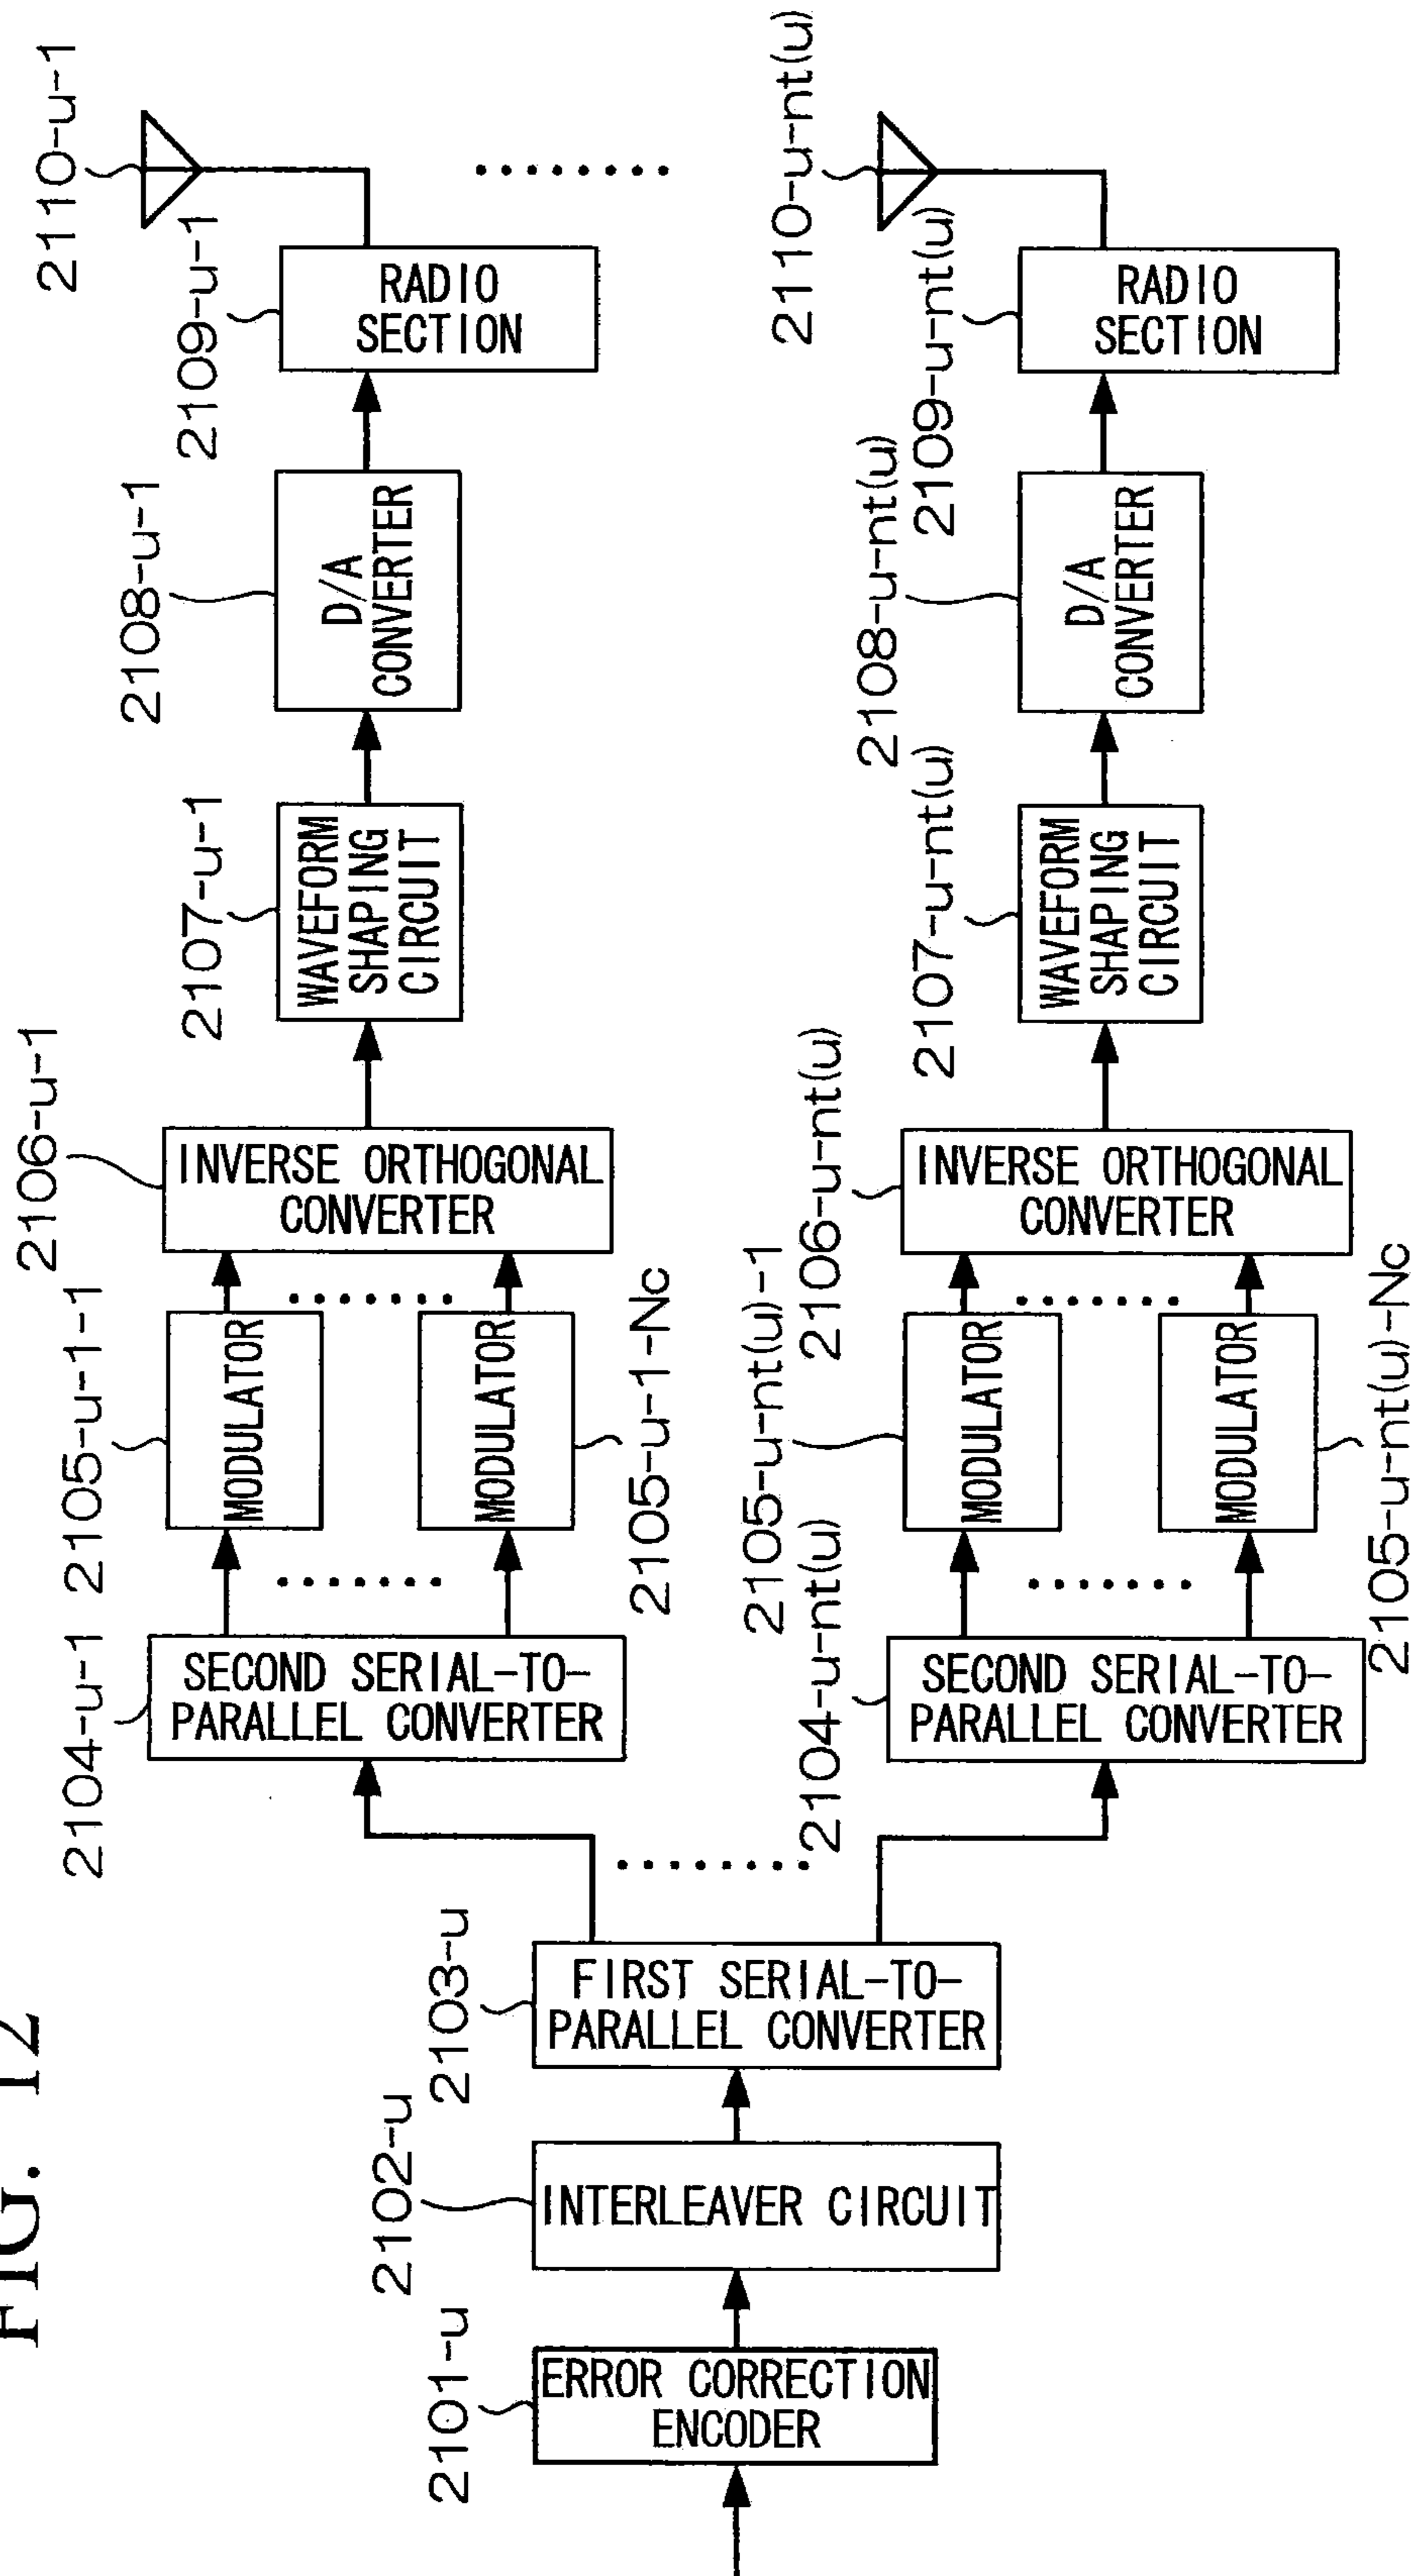 FIG. 12
2101-u
ERROR CORRECTION
ENCODER
2102-u
INTERLEAVER CIRCUIT
2103-u
FIRST SERIAL-TO-
PARALLEL CONVERTER
2104-u-1
SECOND SERIAL-TO-
PARALLEL CONVERTER
2105-u-1-1
MODULATOR
MODULATOR
2105-u-1-Nc
2106-u-1
INVERSE ORTHOGONAL
CONVERTER
2107-u-1
WAVEFORM
SHAPING
CIRCUIT
2108-u-1
D/A
CONVERTER
2109-u-1
RADIO
SECTION
2110-u-1
2104-u-nt(u)
SECOND SERIAL-TO-
PARALLEL CONVERTER
2105-u-nt(u)-1
MODULATOR
MODULATOR
2105-u-nt(u)-Nc
2106-u-nt(u)
INVERSE ORTHOGONAL
CONVERTER
2107-u-nt(u)
WAVEFORM
SHAPING
CIRCUIT
2108-u-nt(u)
D/A
CONVERTER
2109-u-nt(u)
RADIO
SECTION
2110-u-nt(u)